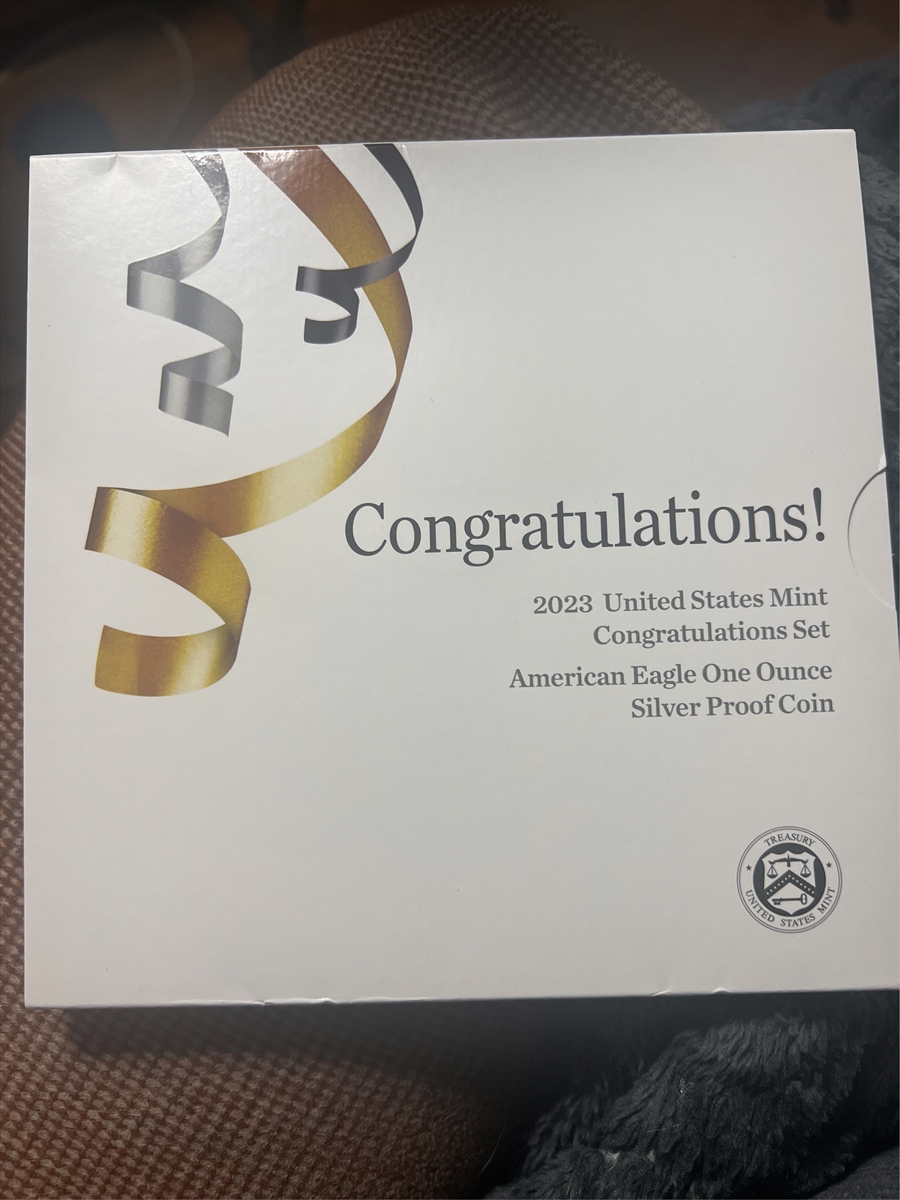 Congratulations!
2023 United States Mint
Congratulations Set
American Eagle One Ounce
Silver Proof Coin
TREASURY
UNITED STATES MINT